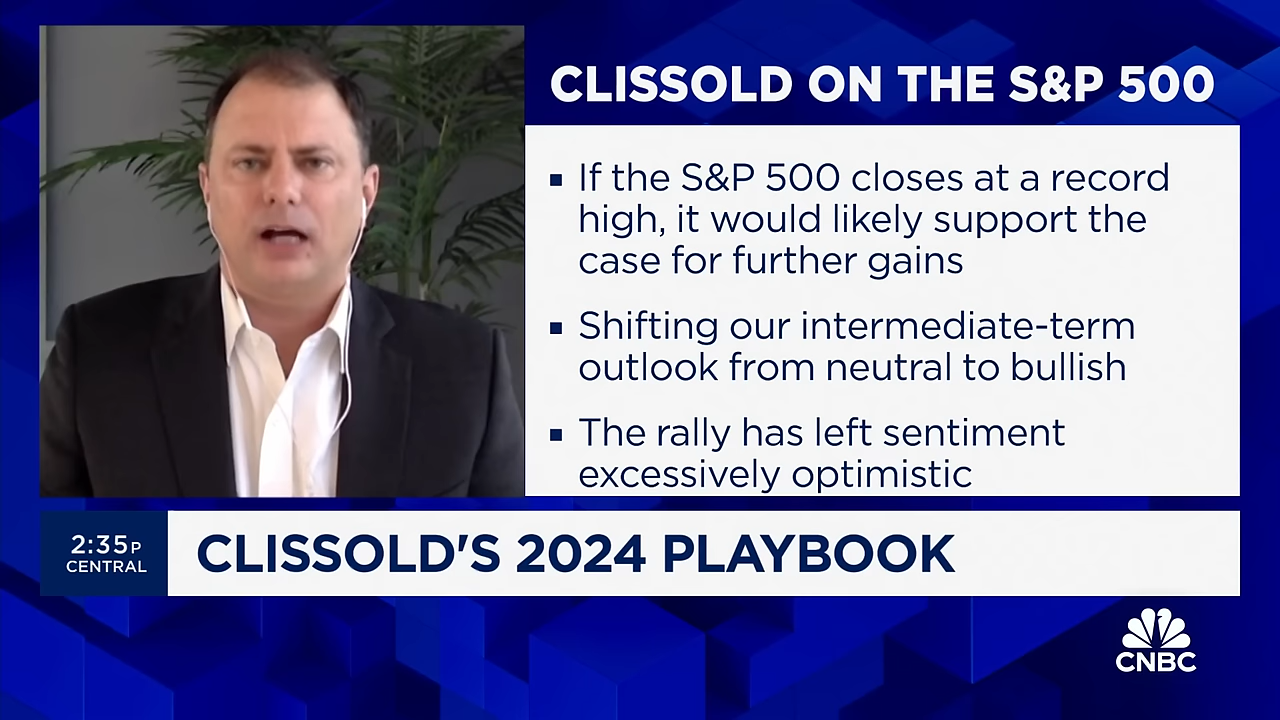 CLISSOLD ON THE S&P 500
▪ If the S&P 500 closes at a record
high, it would likely support the
case for further gains
▪ Shifting our intermediate-term
outlook from neutral to bullish
▪ The rally has left sentiment
excessively optimistic
2:35P
CENTRAL
CLISSOLD'S 2024 PLAYBOOK
CNBC